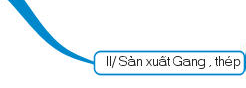 II/ Sản xuất Gang , thép